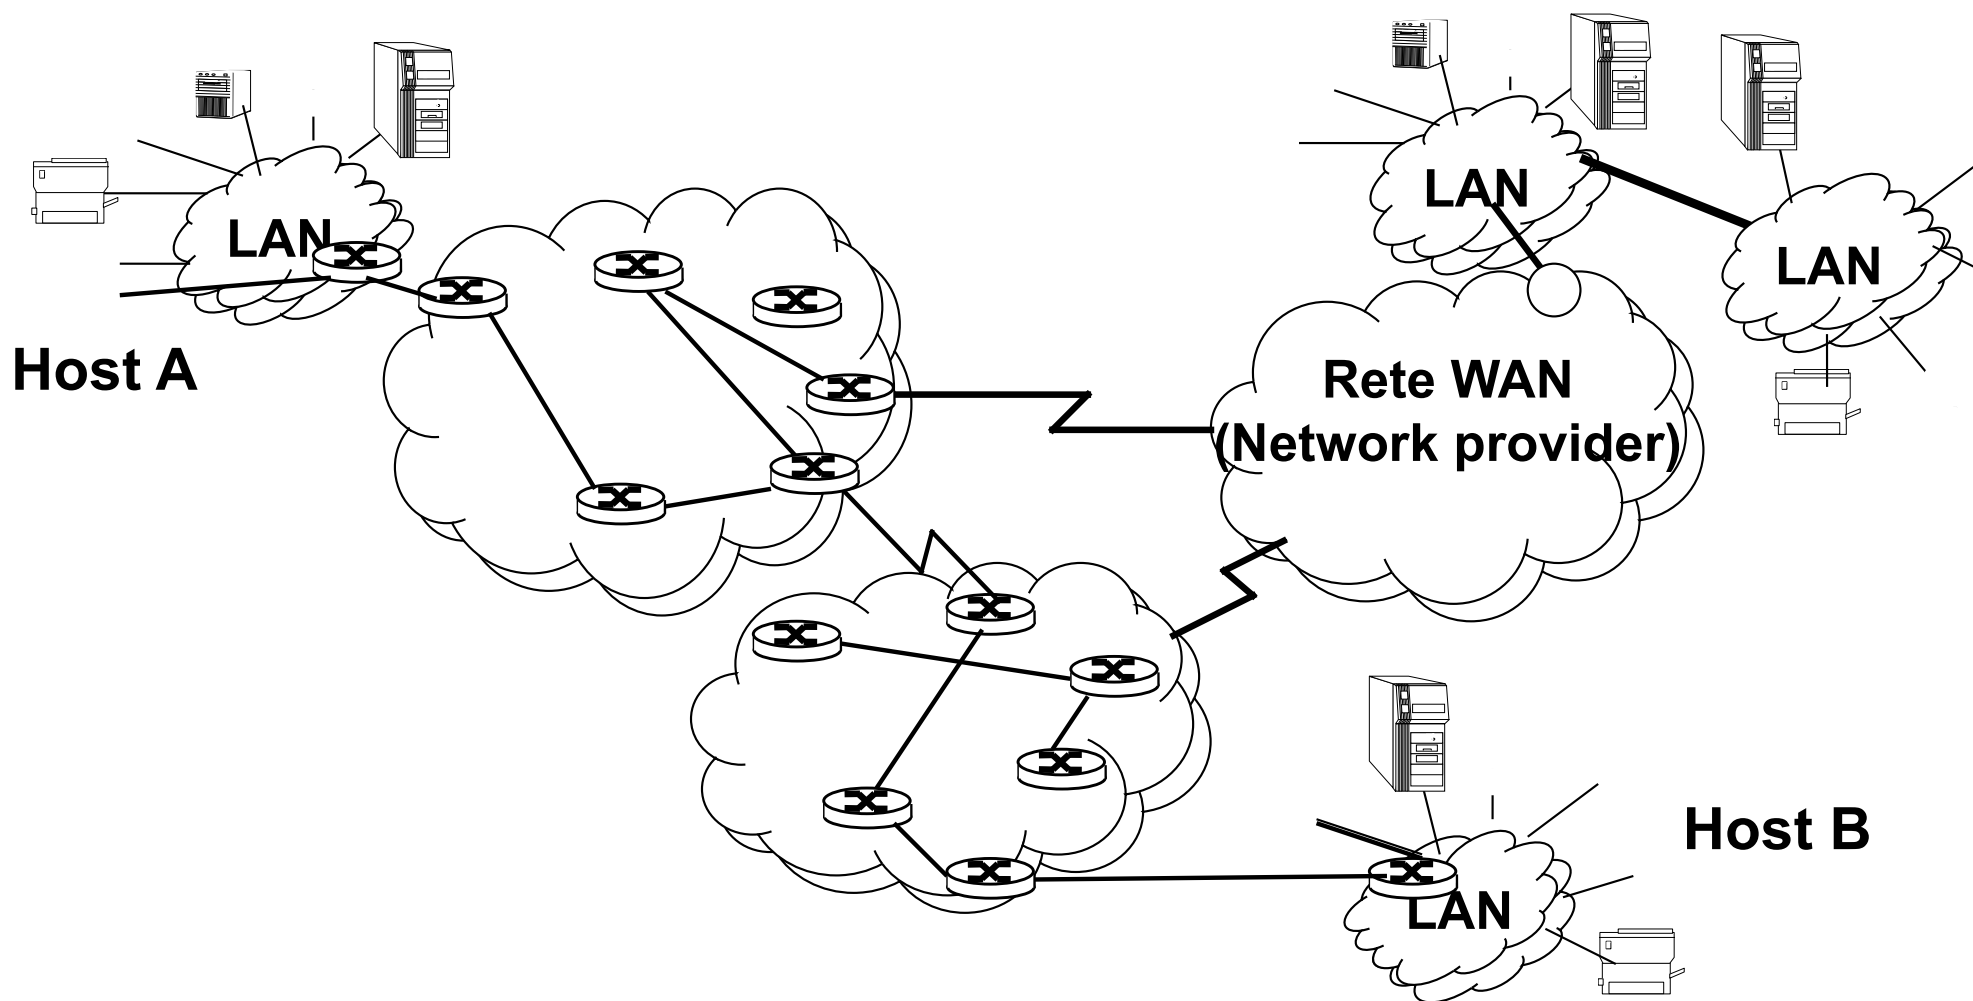 LAN
LAN
LAN
Host A
Rete WAN
(Network provider)
Host B
LAN